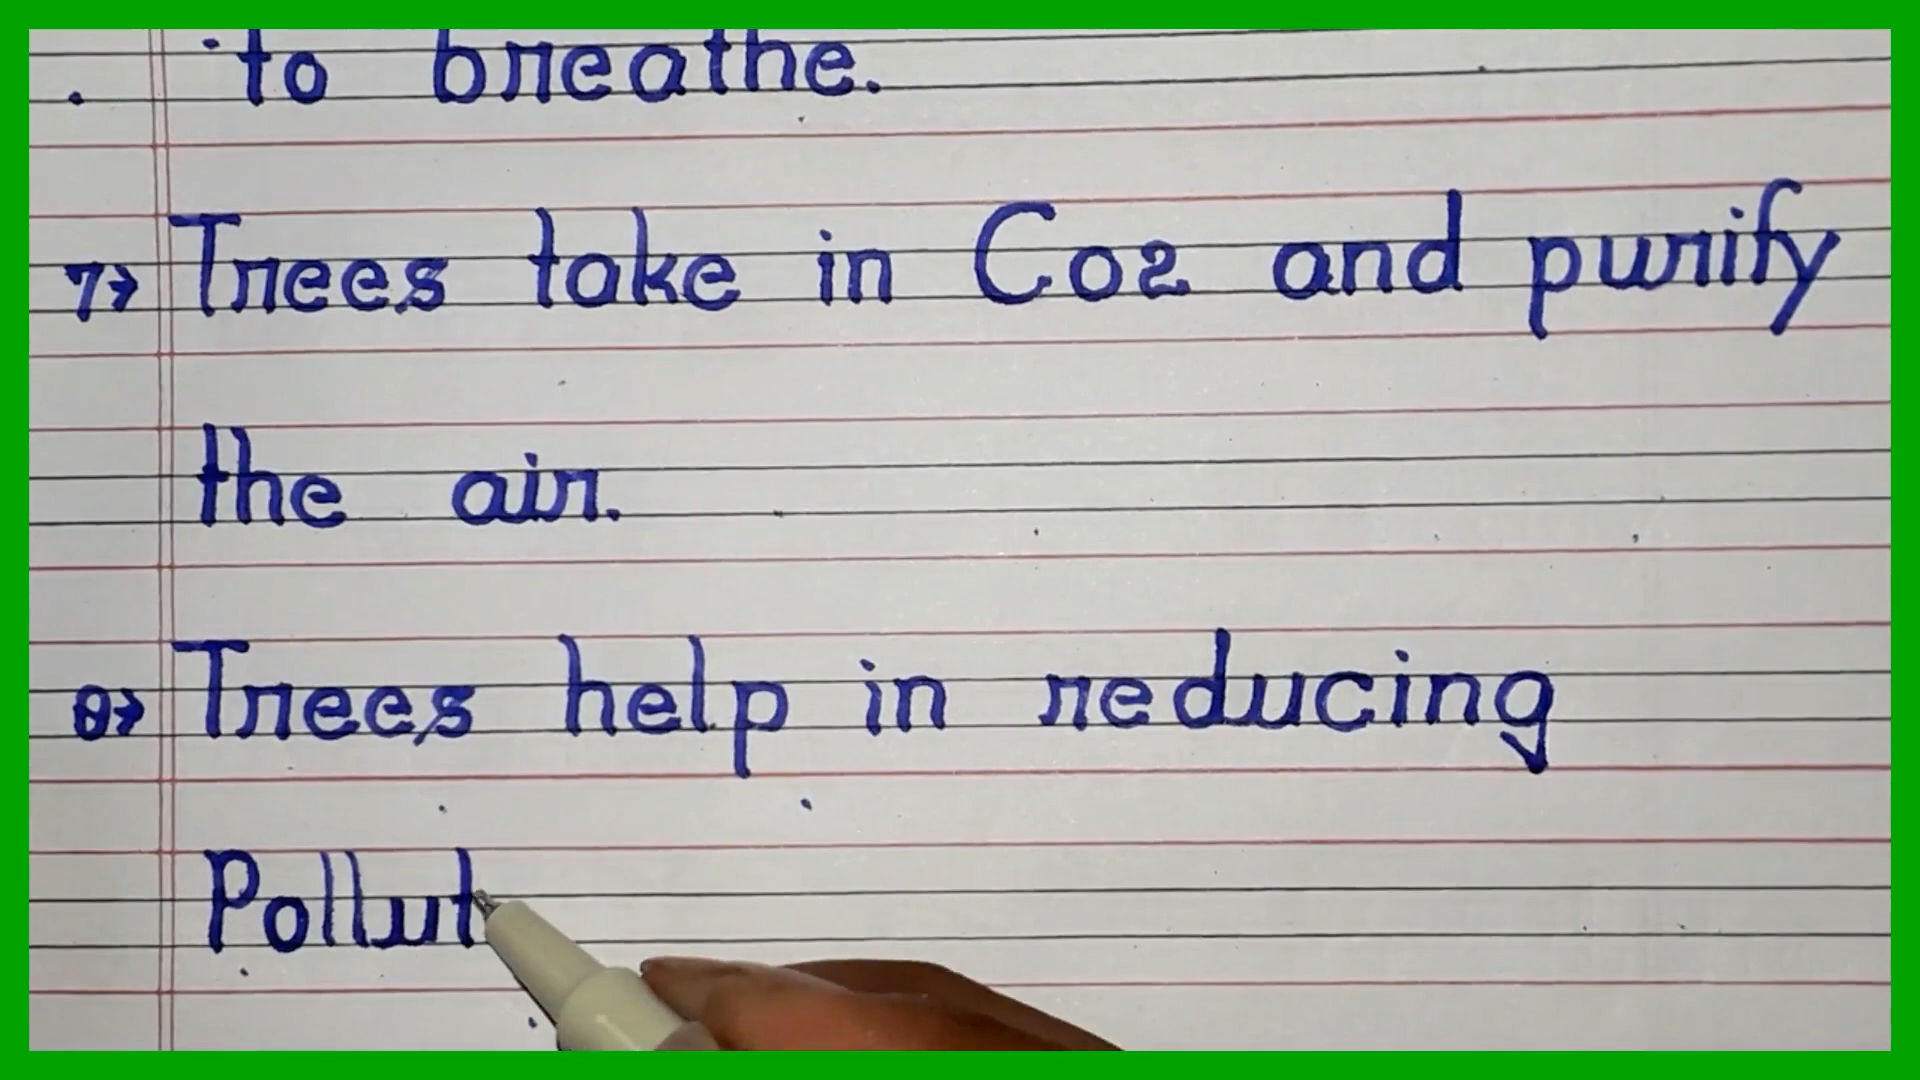 to breathe.
7→ Trees take in Co2 and purify
the air.
8→ Trees help in reducing
Pollut